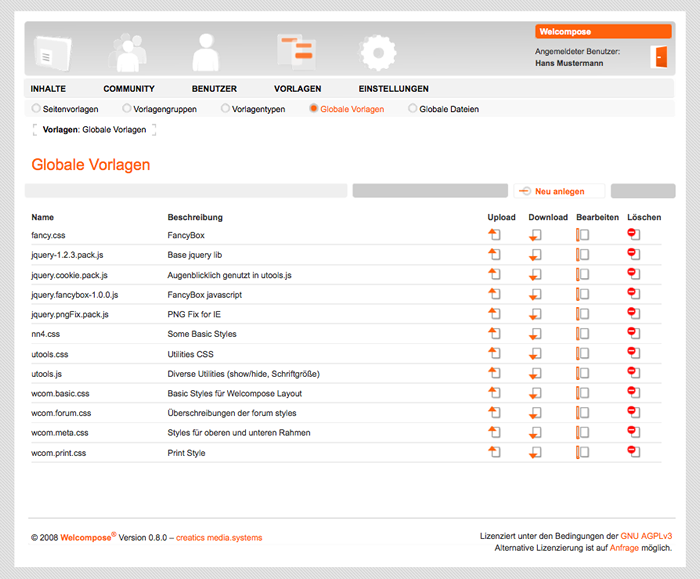 Welcompose
Angemeldeter Benutzer:
Hans Mustermann
INHALTE COMMUNITY BENUTZER VORLAGEN EINSTELLUNGEN
Seitenvorlagen Vorlagengruppen Vorlagentypen Globale Vorlagen Globale Dateien
Vorlagen: Globale Vorlagen
Globale Vorlagen
Neu anlegen
Name Beschreibung Upload Download Bearbeiten Löschen
fancy.css FancyBox
jquery-1.2.3.pack.js Base jquery lib
jquery.cookie.pack.js Augenblicklich genutzt in utools.js
jquery.fancybox-1.0.0.js FancyBox javascript
jquery.pngFix.pack.js PNG Fix for IE
nn4.css Some Basic Styles
utools.css Utilities CSS
utools.js Diverse Utilities (show/hide, Schriftgröße)
wcom.basic.css Basic Styles für Welcompose Layout
wcom.forum.css Überschreibungen der forum styles
wcom.meta.css Styles für oberen und unteren Rahmen
wcom.print.css Print Style
© 2008 Welcompose® Version 0.8.0 – creatics media.systems
Lizenziert unter den Bedingungen der GNU AGPLv3
Alternative Lizenzierung ist auf Anfrage möglich.